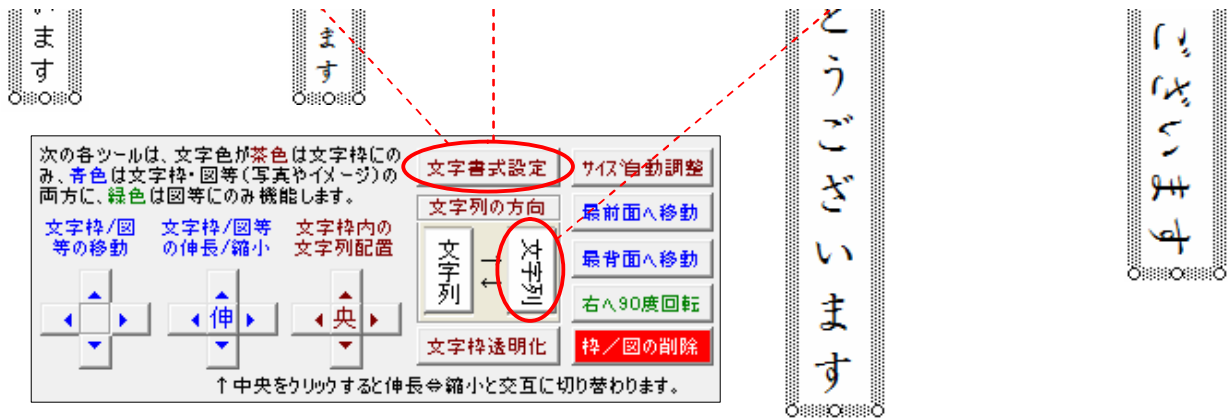 います
ます
とうございます
ございます
次の各ツールは、文字色が茶色は文字枠にの
み、青色は文字枠・図等(写真やイメージ)の
両方に、緑色は図等にのみ機能します。
文字枠/図
等の移動
文字枠/図等
の伸長/縮小
文字枠内の
文字列配置
伸
央
文字書式設定
文字列の方向
文字列
→
←
文字列
文字枠透明化
サイズ自動調整
最前面へ移動
最背面へ移動
右へ90度回転
枠/図の削除
↑中央をクリックすると伸長⇔縮小と交互に切り替わります。